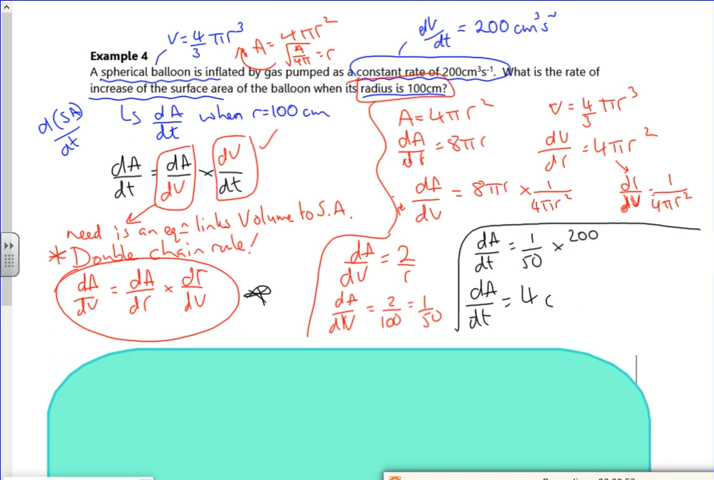 V = 4/3 πr³
A = 4πr²
√(A/4π) = r
dV/dt = 200 cm³s⁻¹
Example 4
A spherical balloon is inflated by gas pumped as a constant rate of 200cm³s⁻¹. What is the rate of
increase of the surface area of the balloon when its radius is 100cm?
d(SA)/dt
↳ dA/dt when r=100cm
dA/dt = dA/dV × dV/dt ✓
need is an eqⁿ links Volume to S.A.
* Double chain rule!
dA/dV = dA/dr × dr/dV
A = 4πr²
dA/dr = 8πr
V = 4/3 πr³
dV/dr = 4πr²
dr/dV = 1/4πr²
dA/dV = 8πr × 1/4πr²
dA/dV = 2/r
dA/dV = 2/100 = 1/50
dA/dt = 1/50 × 200
dA/dt = 4 c